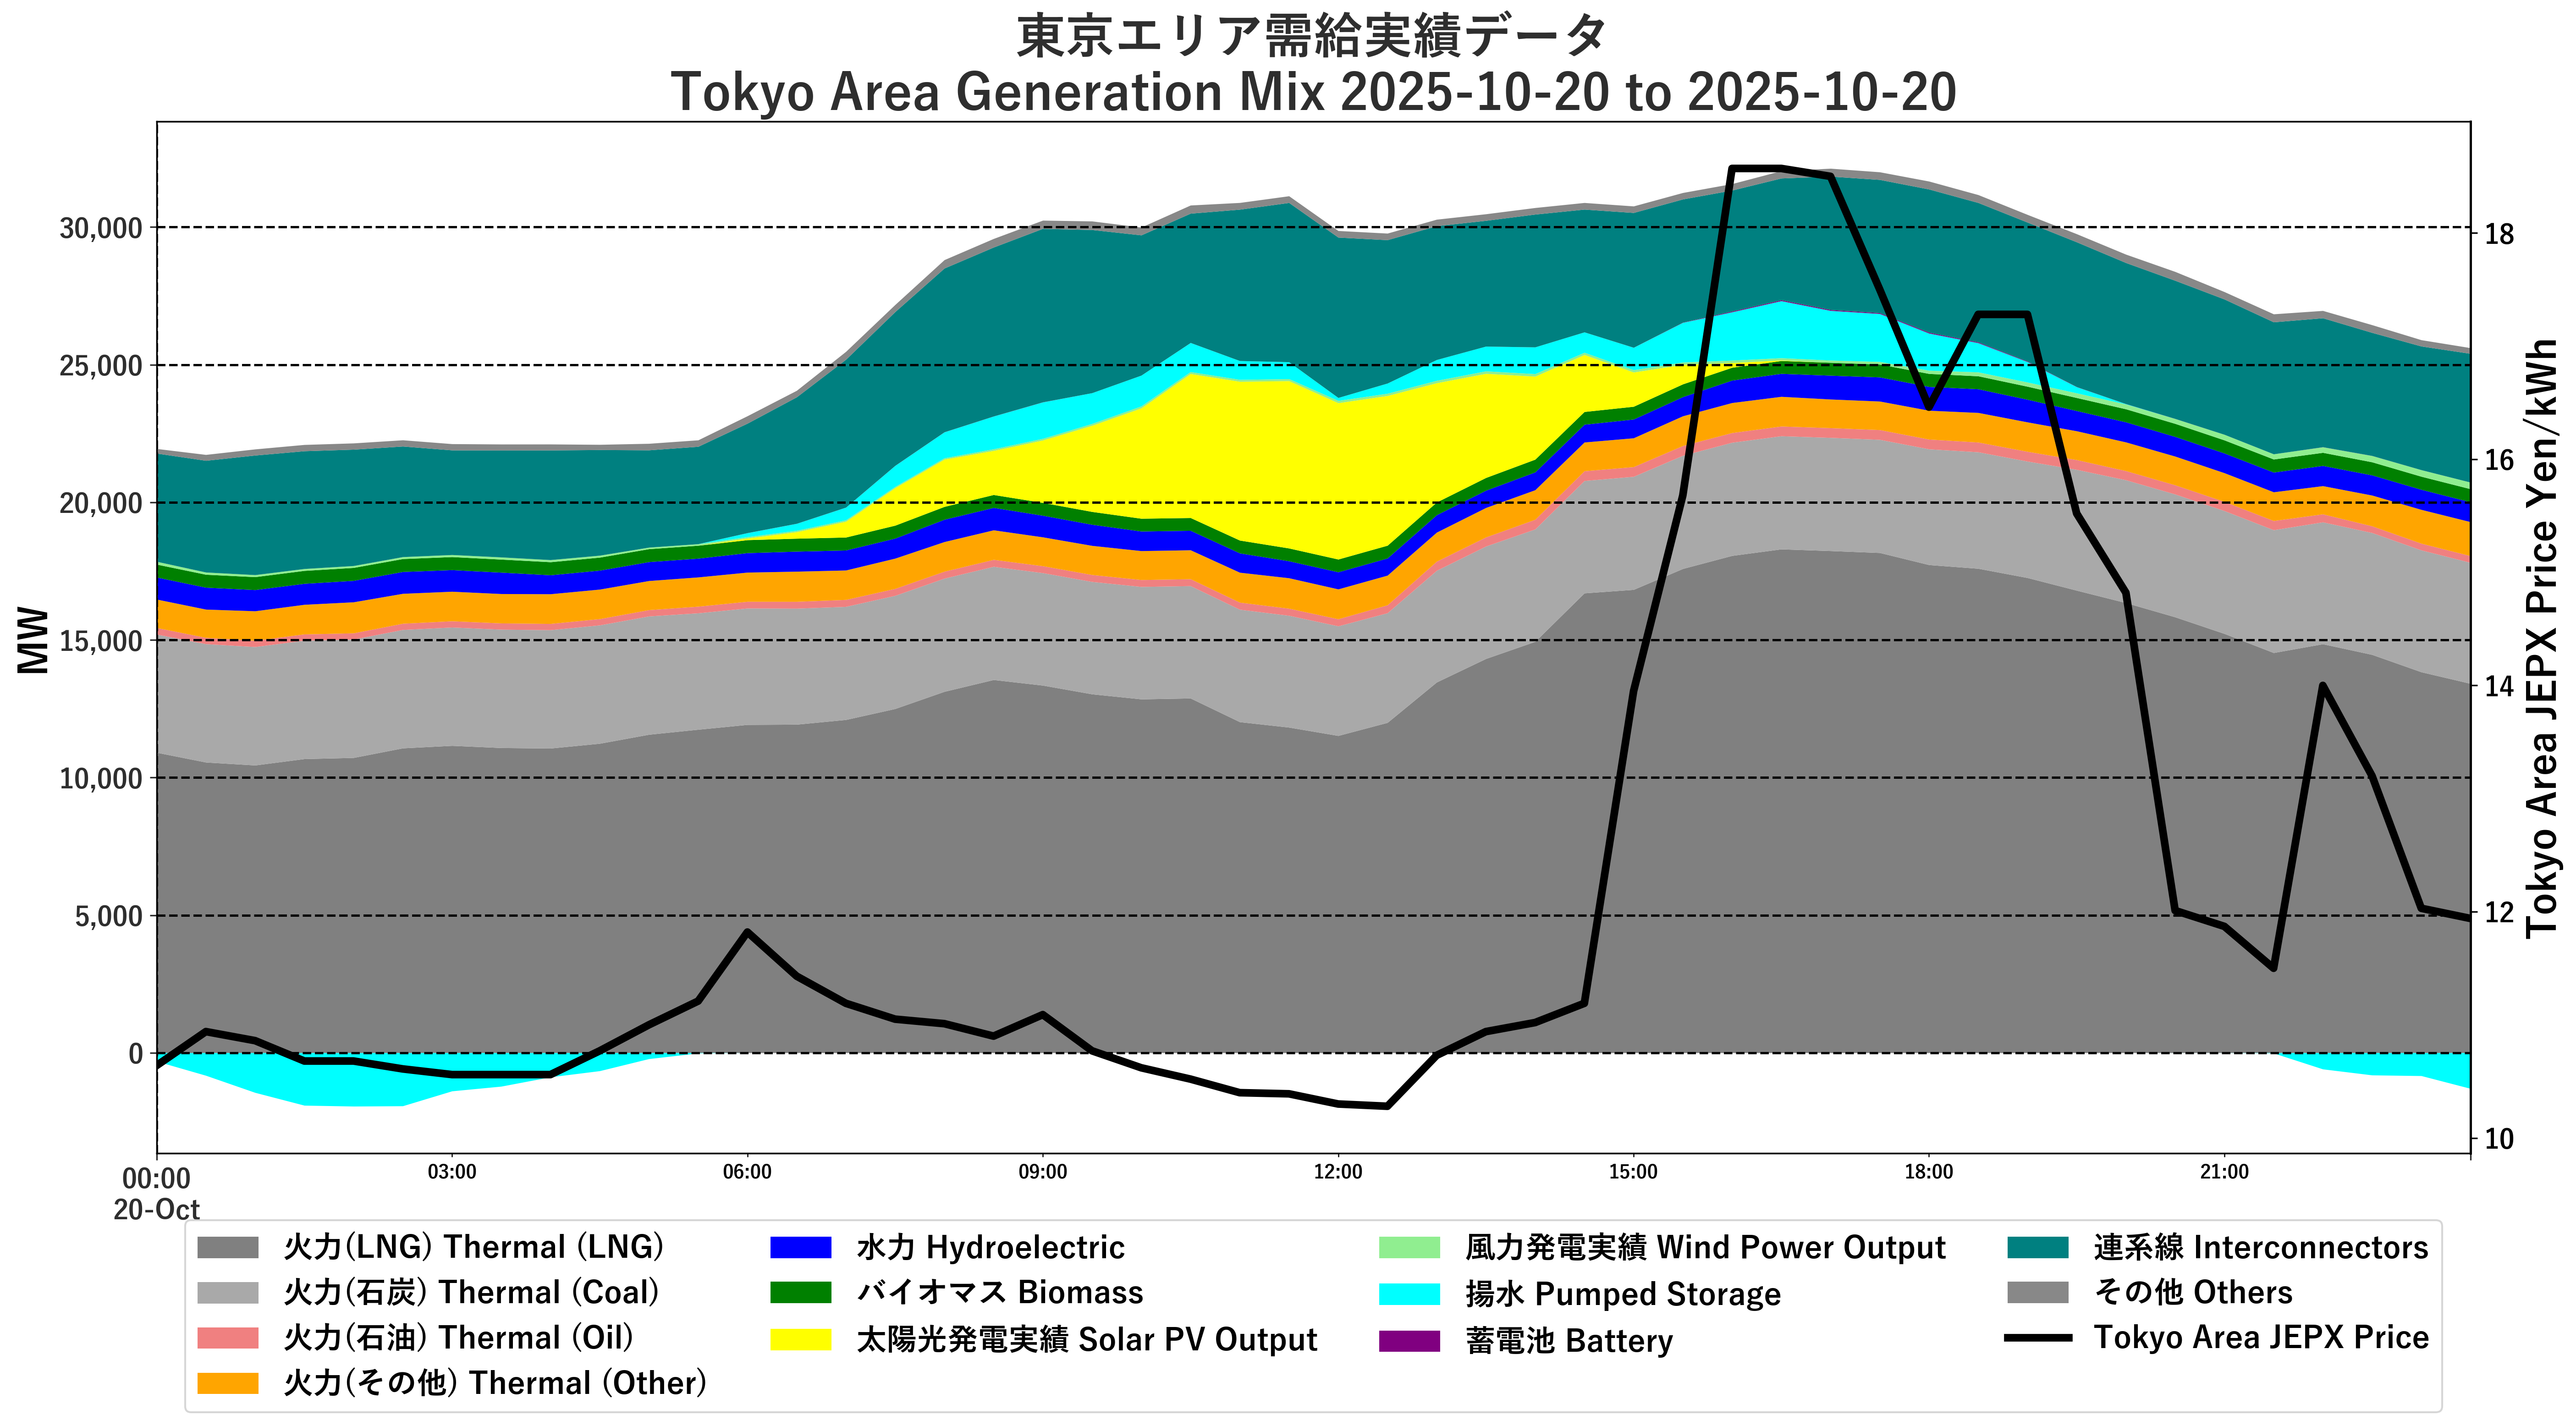 東京エリア需給実績データ
Tokyo Area Generation Mix 2025-10-20 to 2025-10-20
MW
30,000
25,000
20,000
15,000
10,000
5,000
0
18
16
14
12
10
Tokyo Area JEPX Price Yen/kWh
00:00
20-Oct
03:00
06:00
09:00
12:00
15:00
18:00
21:00
火力(LNG) Thermal (LNG)
火力(石炭) Thermal (Coal)
火力(石油) Thermal (Oil)
火力(その他) Thermal (Other)
水力 Hydroelectric
バイオマス Biomass
太陽光発電実績 Solar PV Output
風力発電実績 Wind Power Output
揚水 Pumped Storage
蓄電池 Battery
連系線 Interconnectors
その他 Others
Tokyo Area JEPX Price